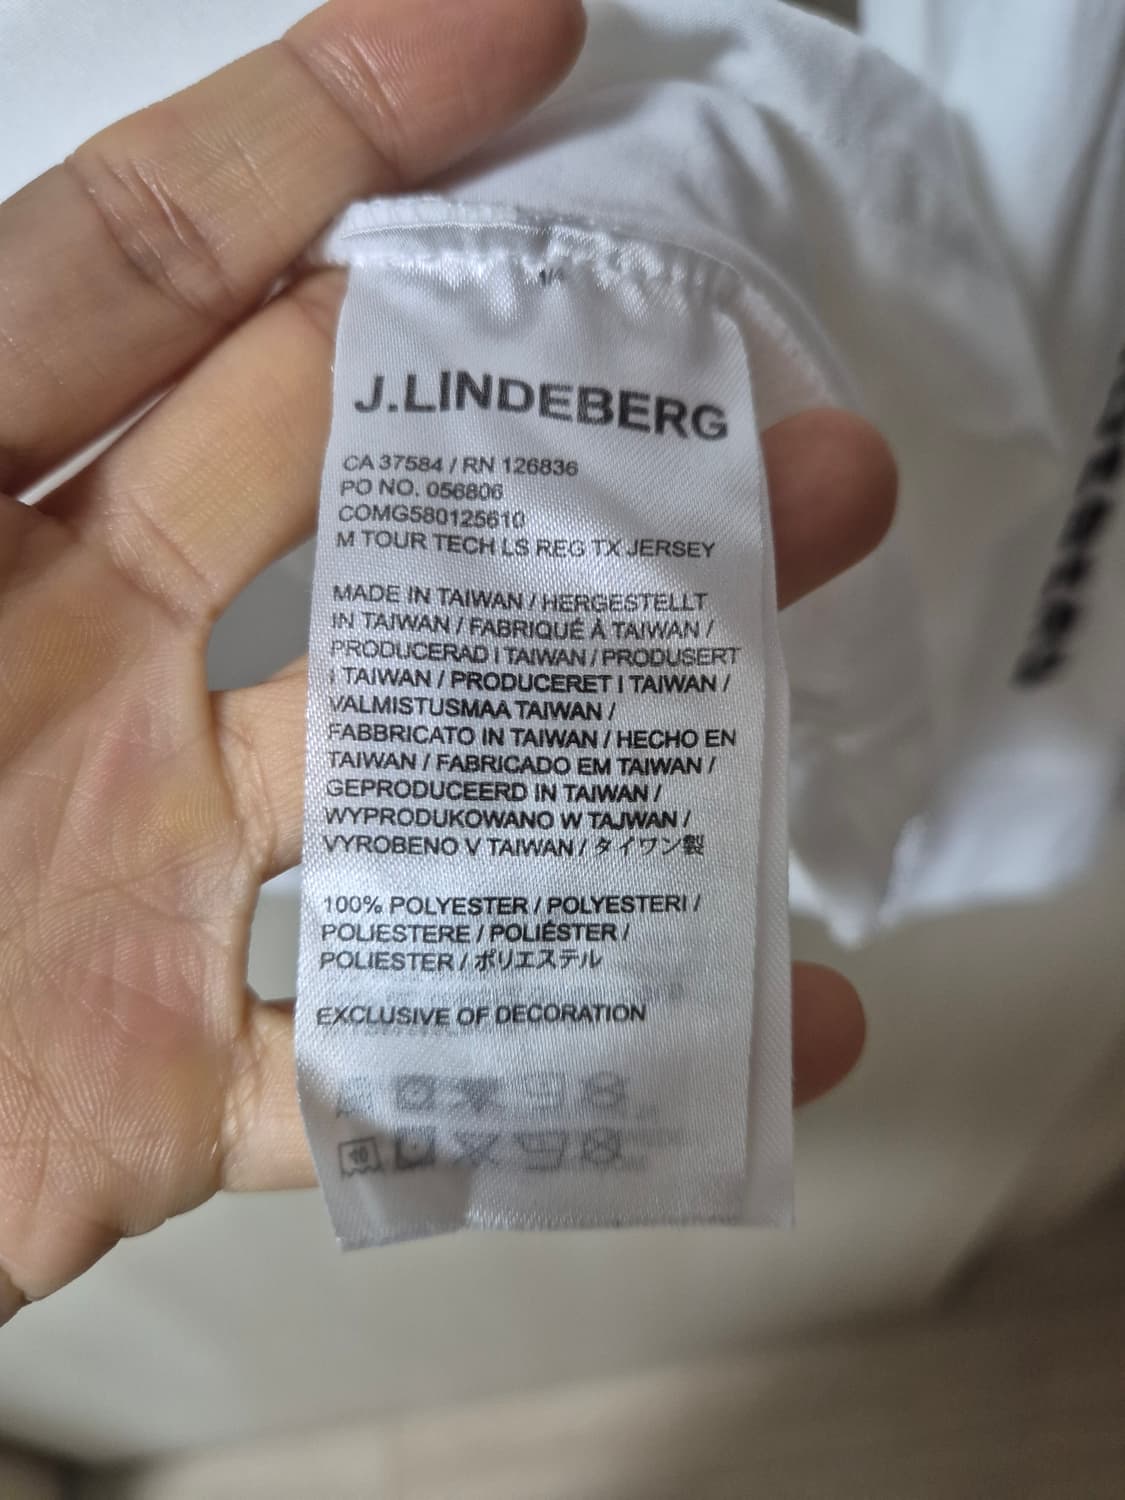 J.LINDEBERG
CA 37584 / RN 126836
PO NO. 056806
COMG580125610
M TOUR TECH LS REG TX JERSEY
MADE IN TAIWAN / HERGESTELLT
IN TAIWAN / FABRIQUÉ À TAIWAN /
PRODUCERAD I TAIWAN / PRODUSERT
I TAIWAN / PRODUCERET I TAIWAN /
VALMISTUSMAA TAIWAN /
FABBRICATO IN TAIWAN / HECHO EN
TAIWAN / FABRICADO EM TAIWAN /
GEPRODUCEERD IN TAIWAN /
WYPRODUKOWANO W TAJWAN /
VYROBENO V TAIWAN / タイワン製
100% POLYESTER / POLYESTERI /
POLIESTERE / POLIÉSTER /
POLIESTER / ポリエステル
EXCLUSIVE OF DECORATION